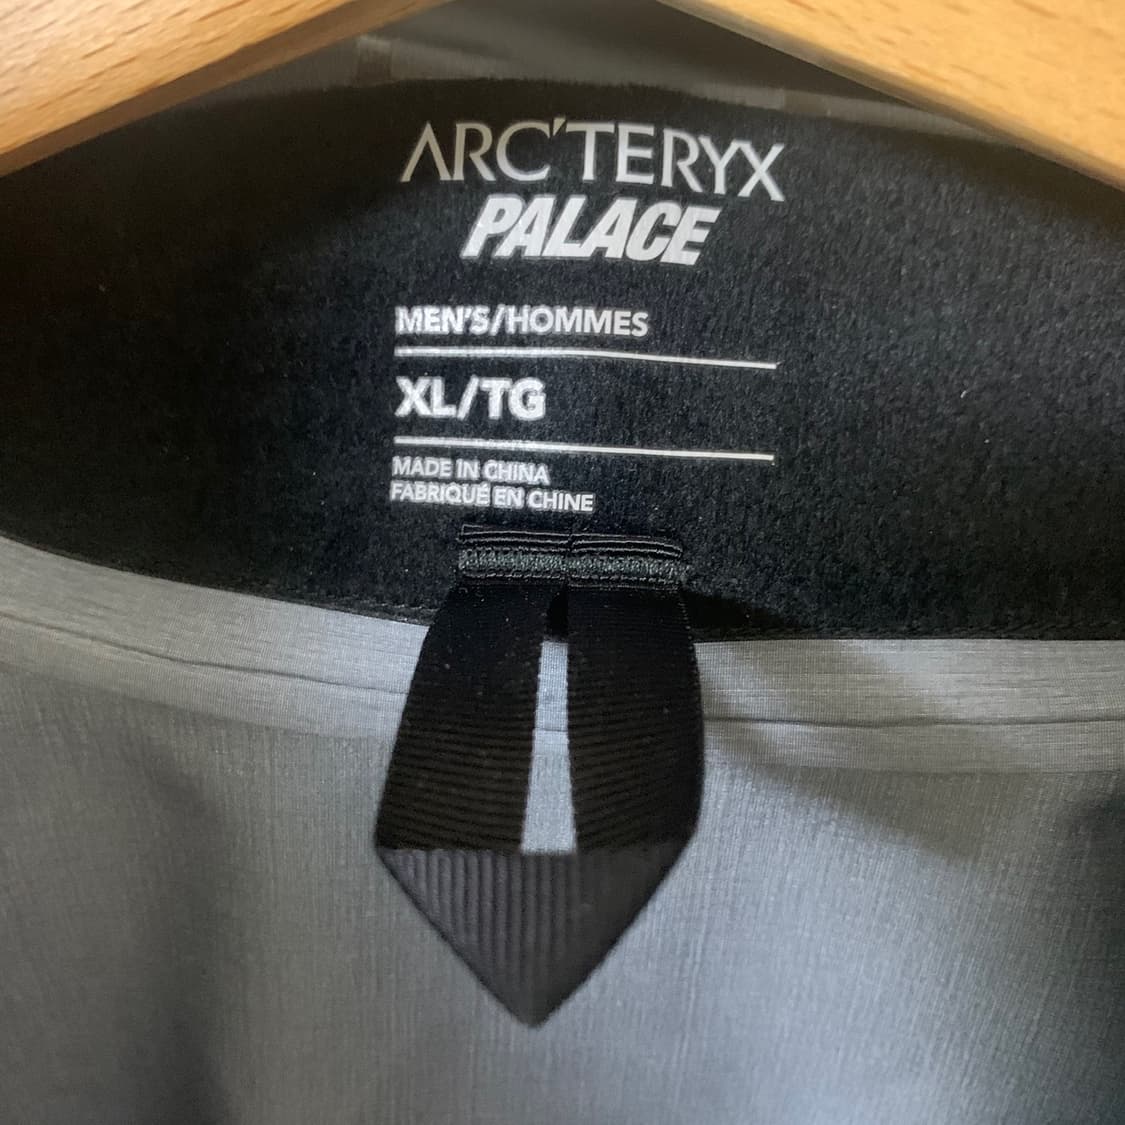 ARC'TERYX
PALACE
MEN'S/HOMMES
XL/TG
MADE IN CHINA
FABRIQUÉ EN CHINE